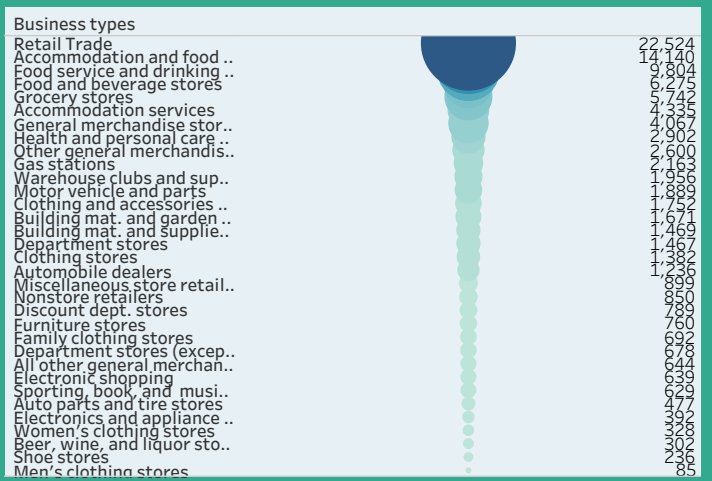 Business types
Retail Trade 22,524
Accommodation and food .. 14,140
Food service and drinking .. 9,804
Food and beverage stores 6,275
Grocery stores 5,742
Accommodation services 4,335
General merchandise stor.. 4,067
Health and personal care .. 2,902
Other general merchandis.. 2,600
Gas stations 2,163
Warehouse clubs and sup.. 1,956
Motor vehicle and parts 1,889
Clothing and accessories .. 1,752
Building mat. and garden .. 1,671
Building mat. and supplie.. 1,469
Department stores 1,467
Clothing stores 1,382
Automobile dealers 1,236
Miscellaneous store retail.. 899
Nonstore retailers 850
Discount dept. stores 789
Furniture stores 760
Family clothing stores 692
Department stores (excep.. 678
All other general merchan.. 644
Electronic shopping 639
Sporting, book, and musi.. 629
Auto parts and tire stores 477
Electronics and appliance .. 392
Women's clothing stores 328
Beer, wine, and liquor sto.. 302
Shoe stores 236
Men's clothing stores 85